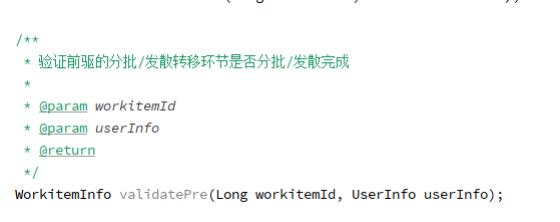 /**
* 验证前驱的分批/发散转移环节是否分批/发散完成
*
* @param workitemId
* @param userInfo
* @return
*/
WorkitemInfo validatePre(Long workitemId, UserInfo userInfo);